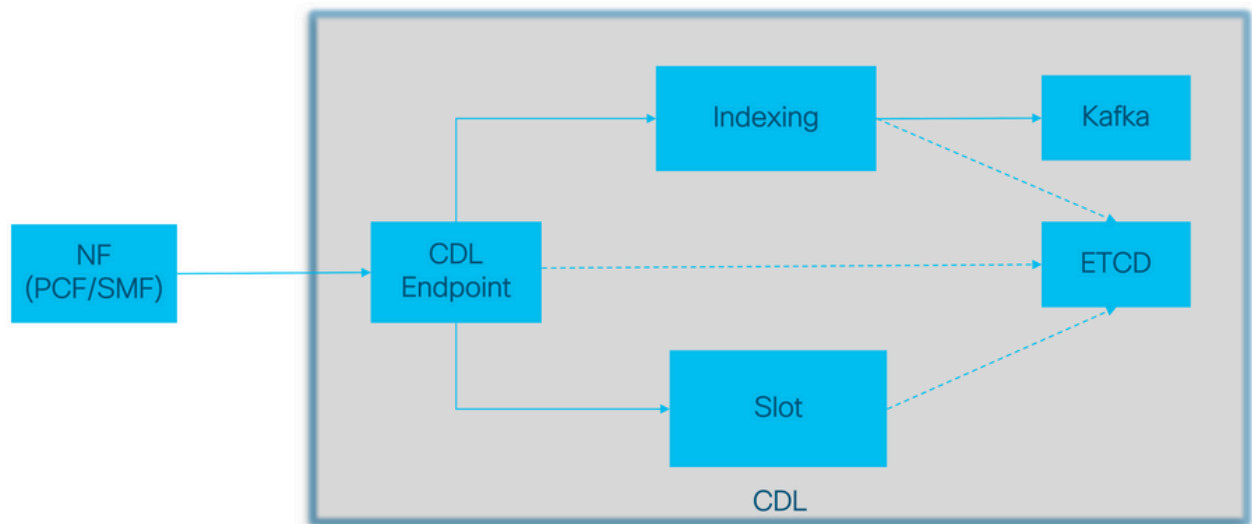 Indexing
Kafka
NF
(PCF/SMF)
CDL
Endpoint
ETCD
Slot
CDL